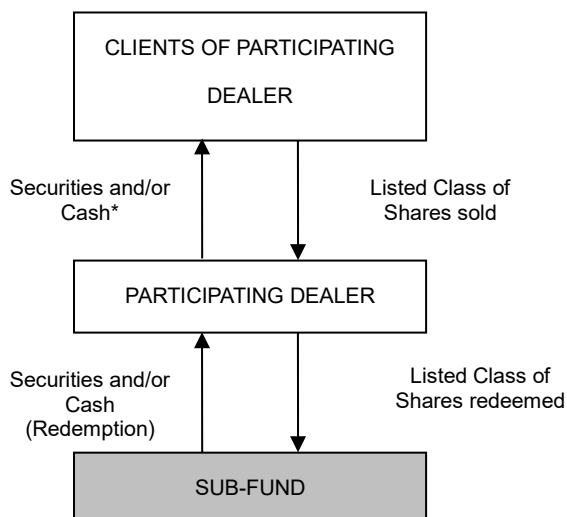 CLIENTS OF PARTICIPATING
DEALER
Securities and/or
Cash*
Listed Class of
Shares sold
PARTICIPATING DEALER
Securities and/or
Cash
(Redemption)
Listed Class of
Shares redeemed
SUB-FUND